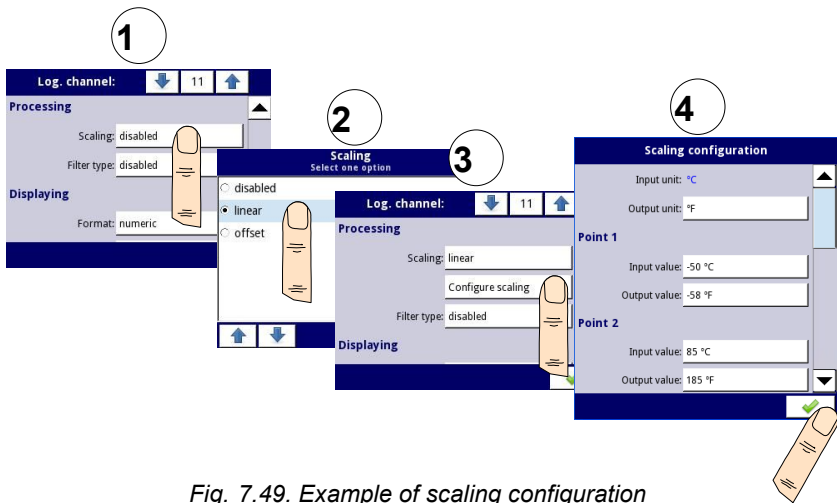 1
Log. channel: 11
Processing
Scaling: disabled
Filter type: disabled
Displaying
Format: numeric
2
Scaling
Select one option
disabled
linear
offset
3
Log. channel: 11
Processing
Scaling: linear
Configure scaling
Filter type: disabled
Displaying
4
Scaling configuration
Input unit: °C
Output unit: °F
Point 1
Input value: -50 °C
Output value: -58 °F
Point 2
Input value: 85 °C
Output value: 185 °F
Fig. 7.49. Example of scaling configuration